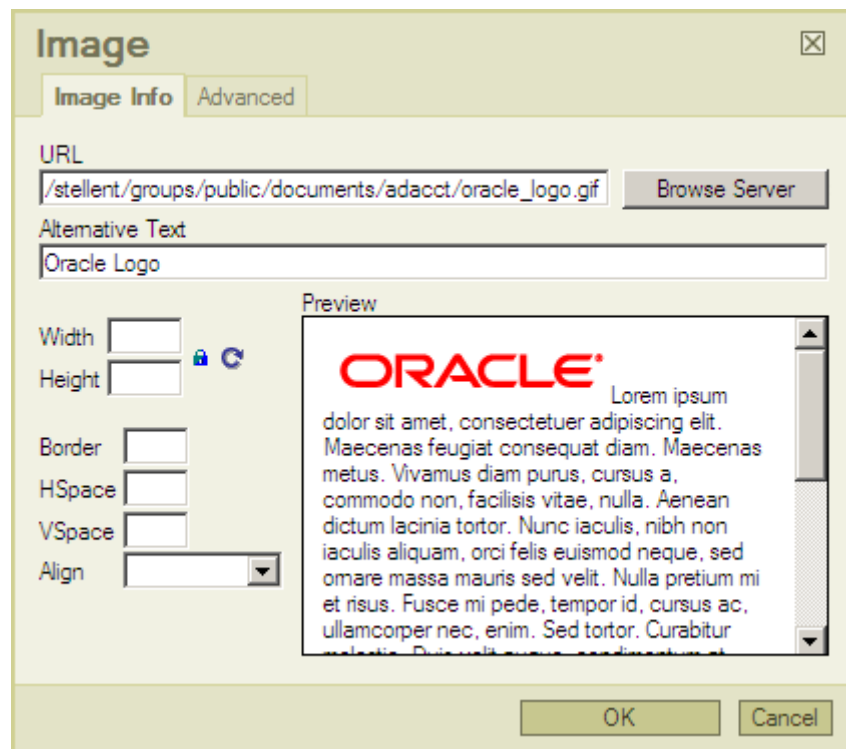 Image
Image Info
Advanced
URL
/stellent/groups/public/documents/adacct/oracle_logo.gif
Browse Server
Alternative Text
Oracle Logo
Preview
Width
Height
Border
HSpace
VSpace
Align
ORACLE
Lorem ipsum
dolor sit amet, consectetuer adipiscing elit.
Maecenas feugiat consequat diam. Maecenas
metus. Vivamus diam purus, cursus a,
commodo non, facilisis vitae, nulla. Aenean
dictum lacinia tortor. Nunc iaculis, nibh non
iaculis aliquam, orci felis euismod neque, sed
ornare massa mauris sed velit. Nulla pretium mi
et risus. Fusce mi pede, tempor id, cursus ac,
ullamcorper nec, enim. Sed tortor. Curabitur
OK
Cancel